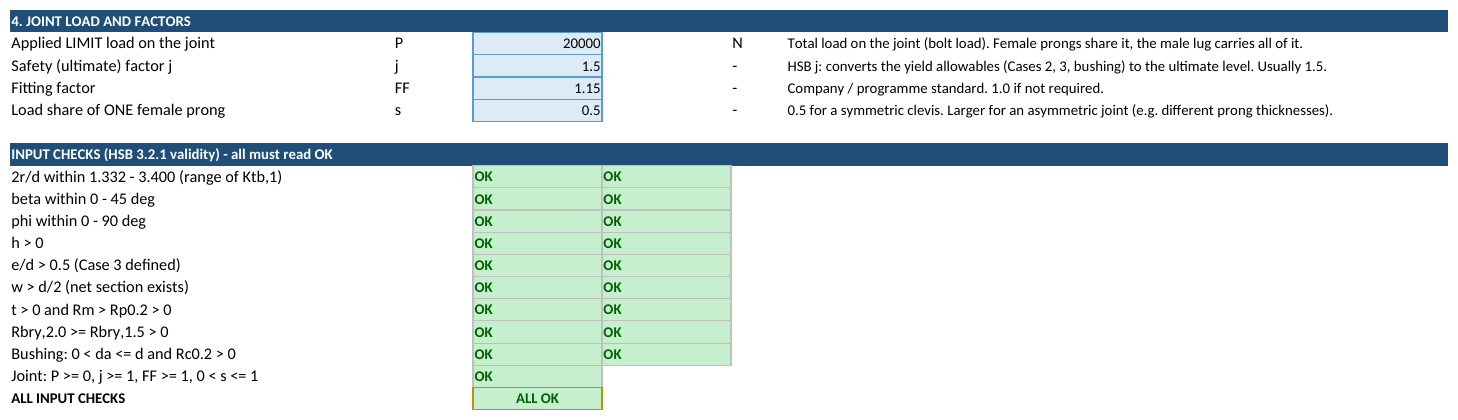 4. JOINT LOAD AND FACTORS
Applied LIMIT load on the joint P 20000 N Total load on the joint (bolt load). Female prongs share it, the male lug carries all of it.
Safety (ultimate) factor j j 1.5 - HSB j: converts the yield allowables (Cases 2, 3, bushing) to the ultimate level. Usually 1.5.
Fitting factor FF 1.15 - Company / programme standard. 1.0 if not required.
Load share of ONE female prong s 0.5 - 0.5 for a symmetric clevis. Larger for an asymmetric joint (e.g. different prong thicknesses).
INPUT CHECKS (HSB 3.2.1 validity) - all must read OK
2r/d within 1.332 - 3.400 (range of Ktb,1) OK OK
beta within 0 - 45 deg OK OK
phi within 0 - 90 deg OK OK
h > 0 OK OK
e/d > 0.5 (Case 3 defined) OK OK
w > d/2 (net section exists) OK OK
t > 0 and Rm > Rp0.2 > 0 OK OK
Rbry,2.0 >= Rbry,1.5 > 0 OK OK
Bushing: 0 < da <= d and Rc0.2 > 0 OK OK
Joint: P >= 0, j >= 1, FF >= 1, 0 < s <= 1 OK
ALL INPUT CHECKS ALL OK